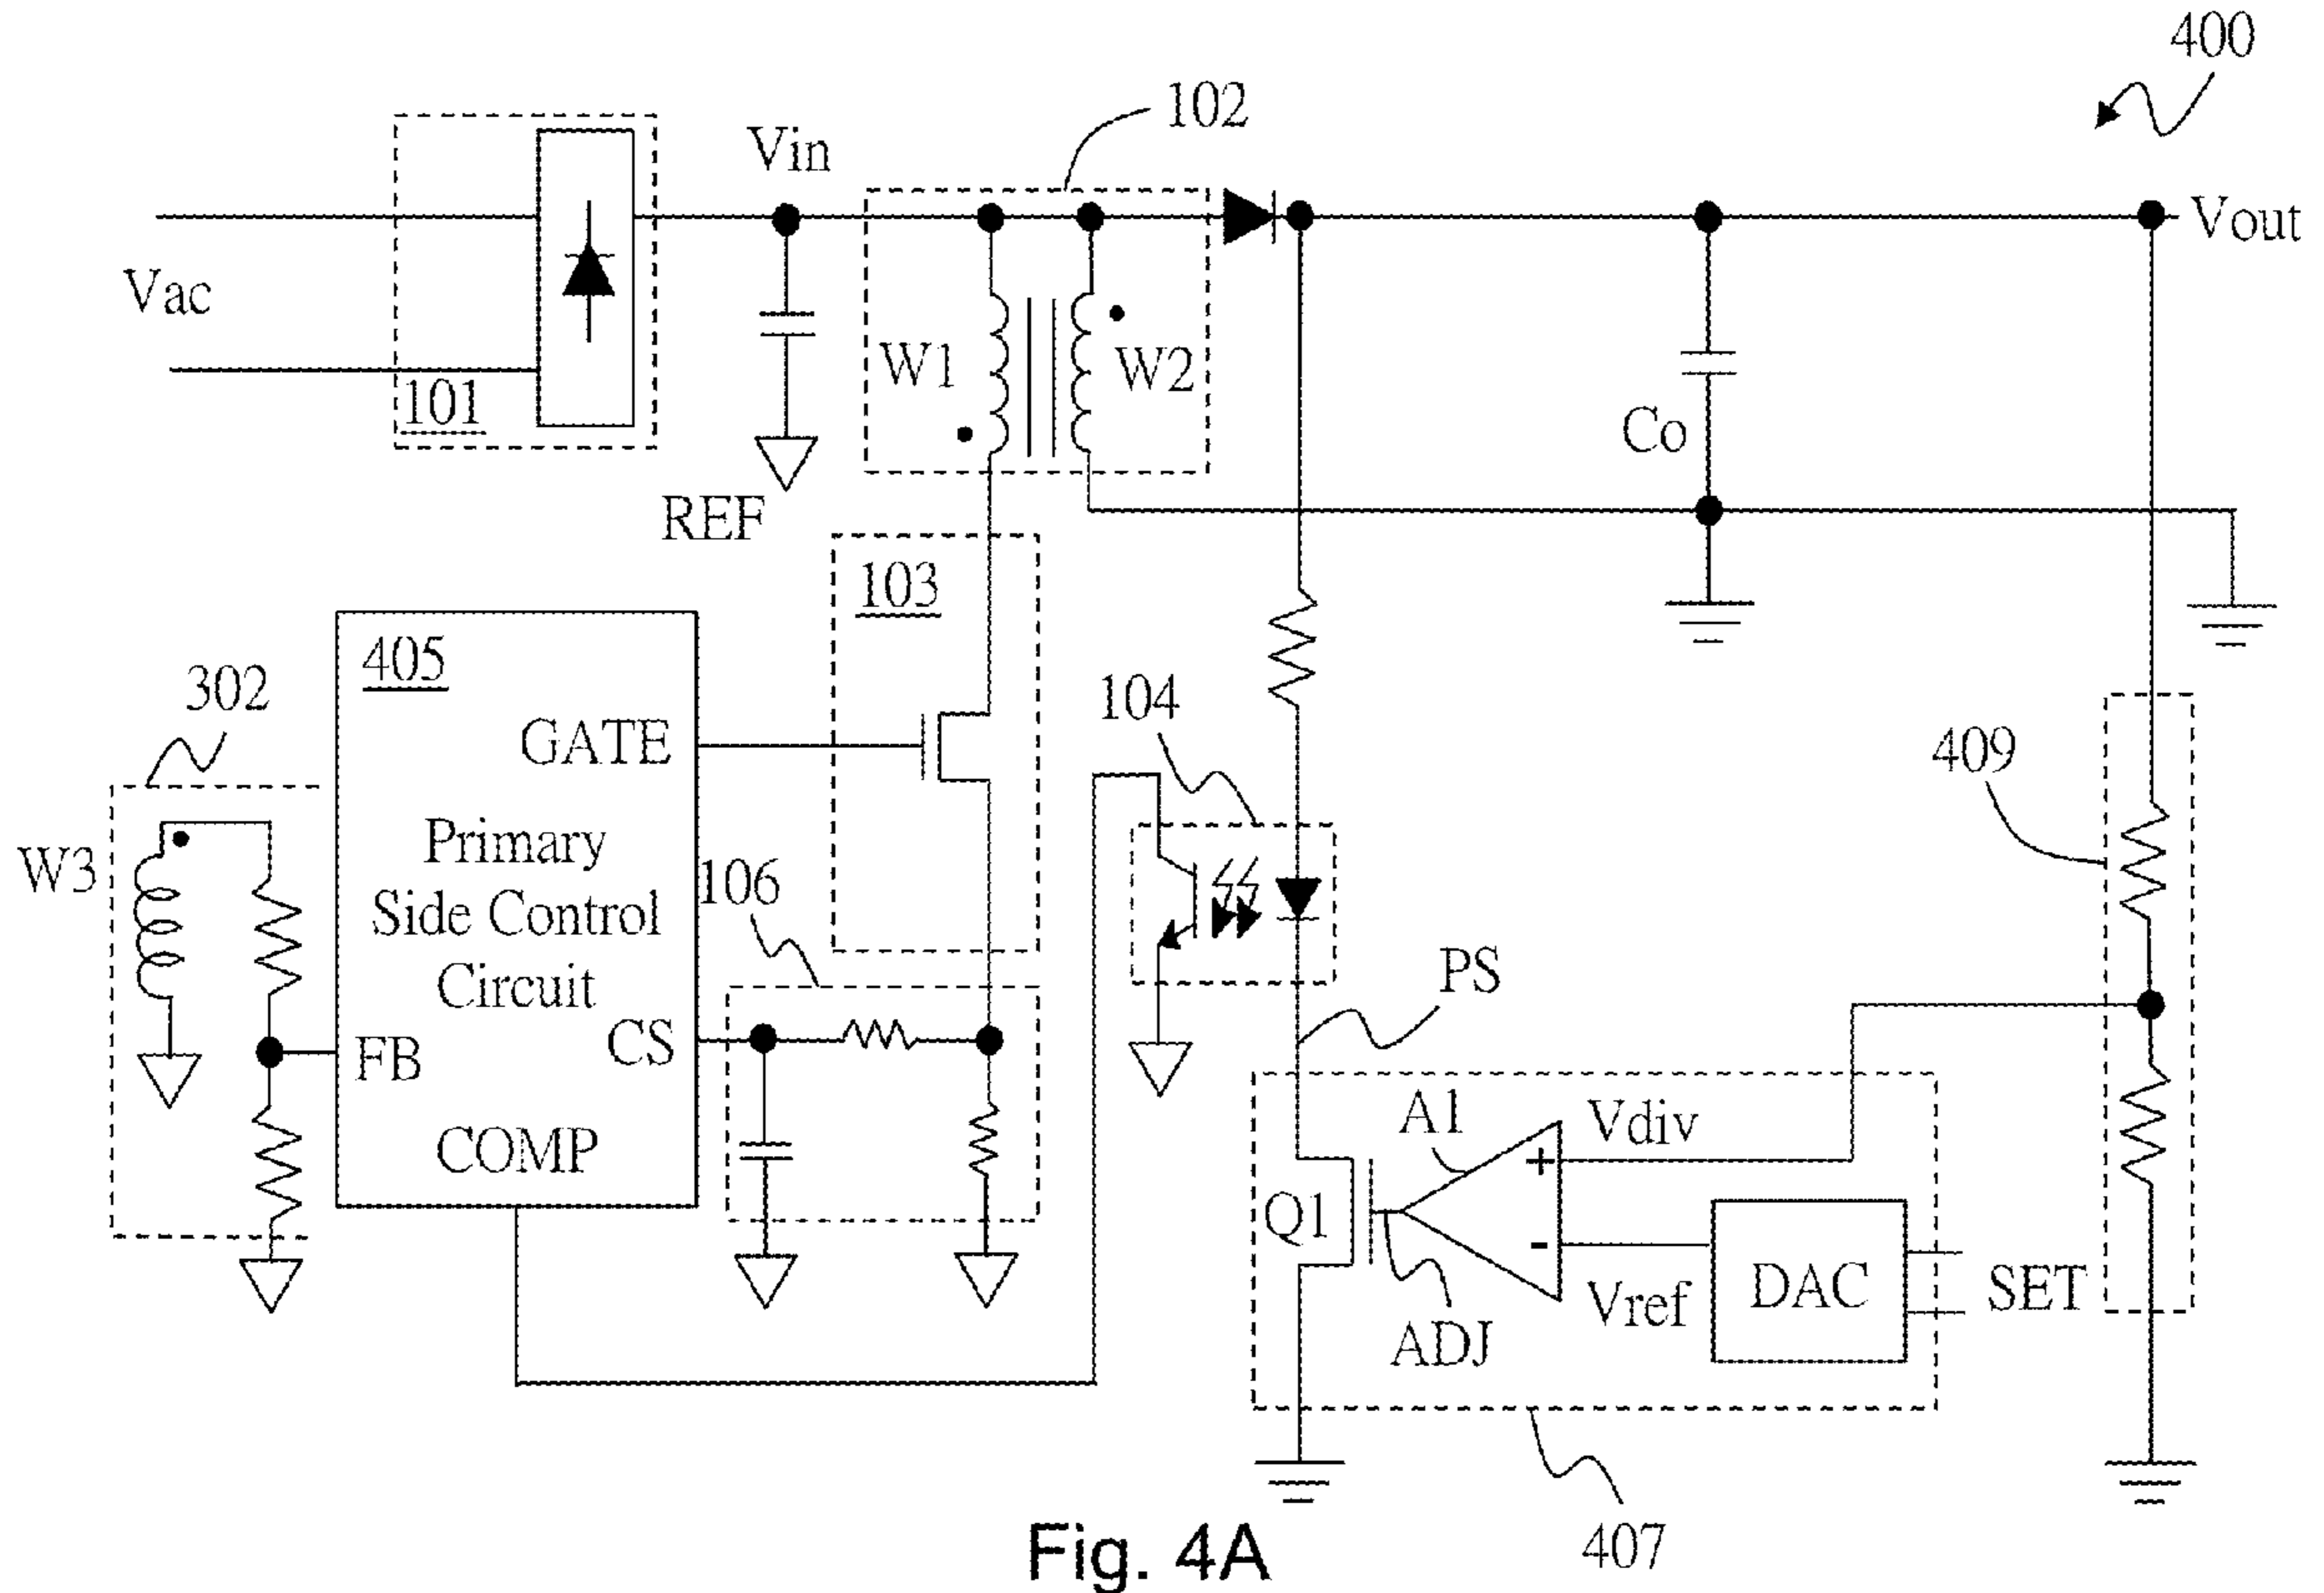 400
102
Vin
Vout
Vac
W1
W2
101
Co
REF
103
405
302
104
GATE
409
Primary
Side Control
Circuit
W3
106
PS
CS
FB
A1
Vdiv
COMP
+
Q1
-
DAC
SET
Vref
ADJ
407
Fig. 4A